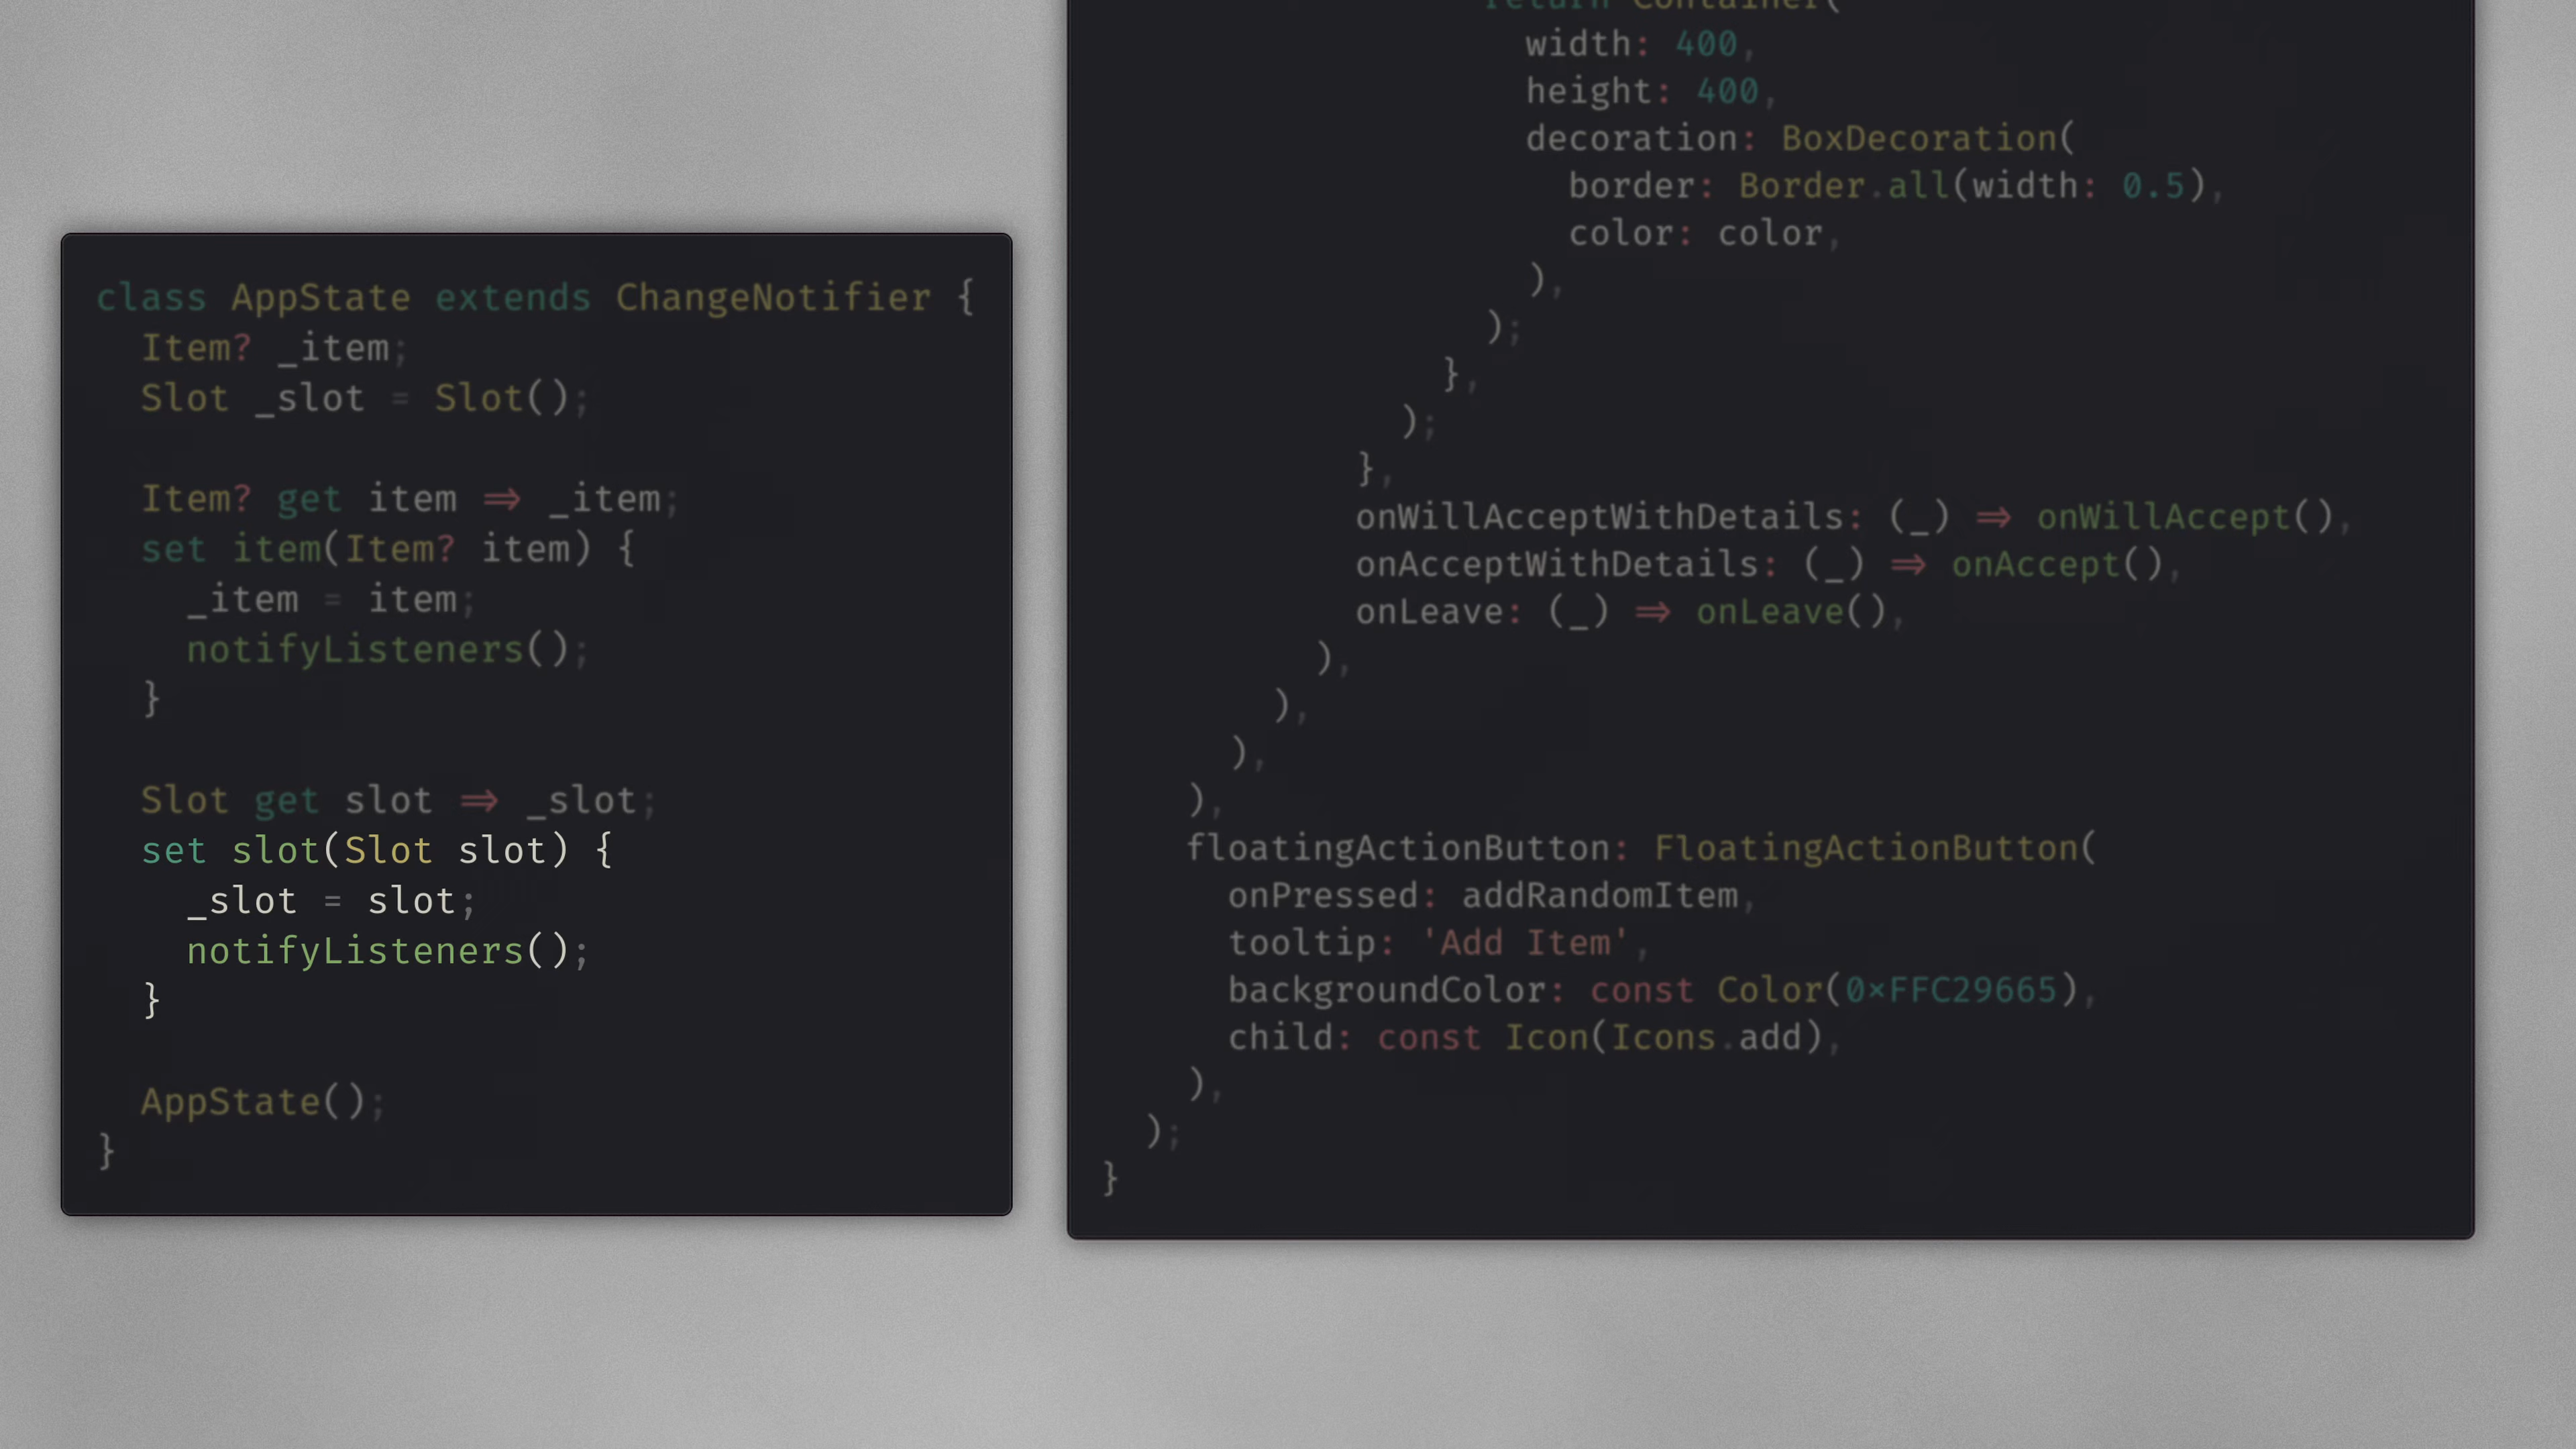 class AppState extends ChangeNotifier {
Item? _item;
Slot _slot = Slot();
Item? get item => _item;
set item(Item? item) {
_item = item;
notifyListeners();
}
Slot get slot => _slot;
set slot(Slot slot) {
_slot = slot;
notifyListeners();
}
AppState();
}
return Container(
width: 400,
height: 400,
decoration: BoxDecoration(
border: Border.all(width: 0.5),
color: color,
),
);
},
);
},
onWillAcceptWithDetails: (_) => onWillAccept(),
onAcceptWithDetails: (_) => onAccept(),
onLeave: (_) => onLeave(),
),
),
),
),
floatingActionButton: FloatingActionButton(
onPressed: addRandomItem,
tooltip: 'Add Item',
backgroundColor: const Color(0xFFC29665),
child: const Icon(Icons.add),
),
);
}